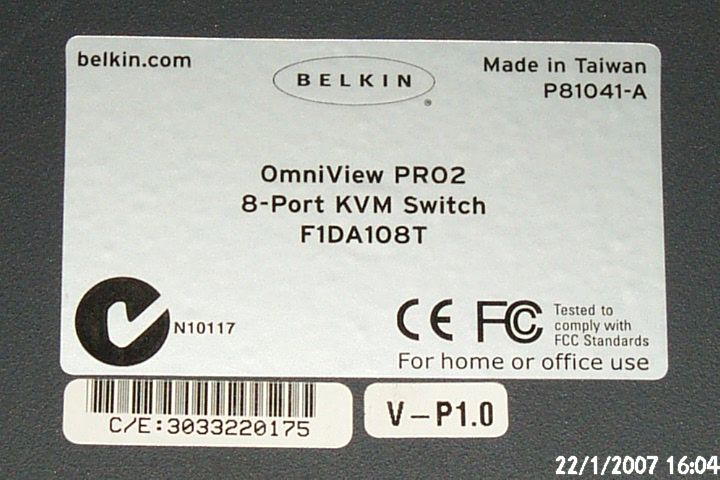 belkin.com
BELKIN
®
Made in Taiwan
P81041-A
OmniView PRO2
8-Port KVM Switch
F1DA108T
N10117
CE FC Tested to
comply with
FCC Standards
For home or office use
C/E:3033220175
V-P1.0
22/1/2007 16:04